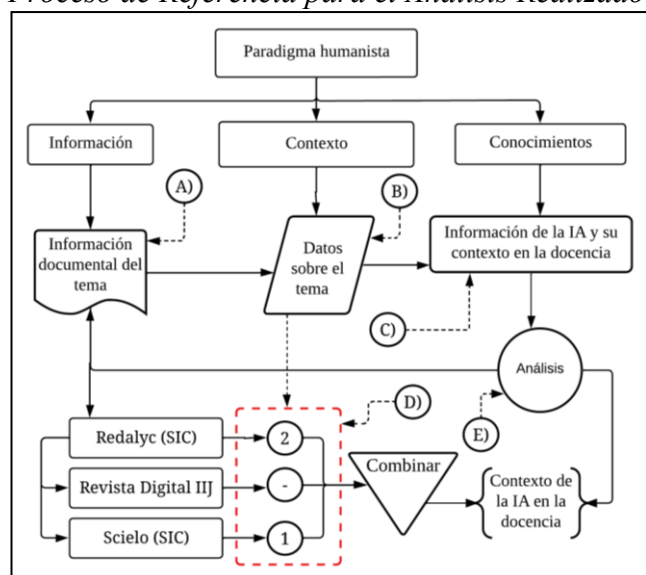 Proceso de Referencia para el Análisis Realizado
Paradigma humanista
Información
Contexto
Conocimientos
A)
B)
Información
documental del
tema
Datos
sobre el
tema
Información de la IA y su
contexto en la docencia
C)
Análisis
D)
E)
Redalyc (SIC)
2
Revista Digital IIJ
-
Scielo (SIC)
1
Combinar
Contexto de
la IA en la
docencia